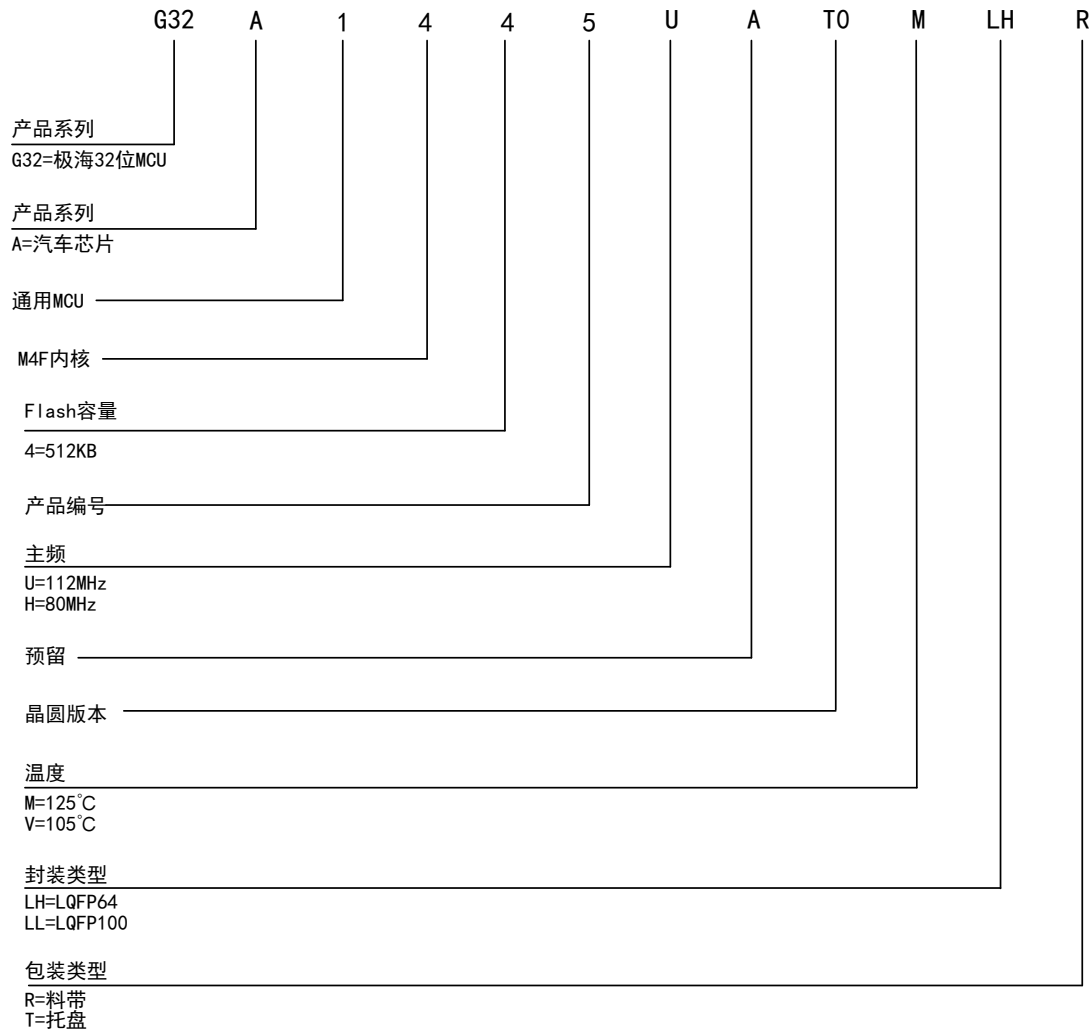 G32 A 1 4 4 5 U A T0 M LH R
产品系列
G32=极海32位MCU
产品系列
A=汽车芯片
通用MCU
M4F内核
Flash容量
4=512KB
产品编号
主频
U=112MHz
H=80MHz
预留
晶圆版本
温度
M=125℃
V=105℃
封装类型
LH=LQFP64
LL=LQFP100
包装类型
R=料带
T=托盘